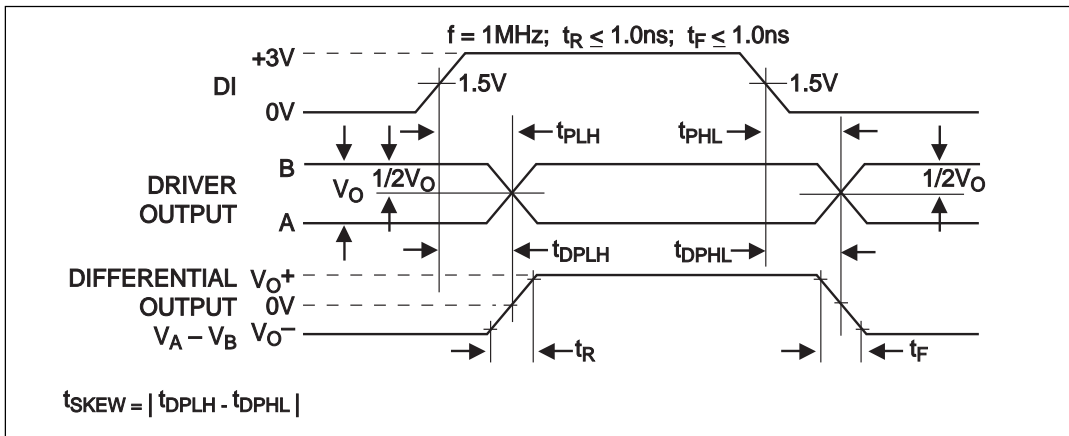 f = 1MHz; tR ≤ 1.0ns; tF ≤ 1.0ns
+3V
DI
1.5V
1.5V
0V
tPLH
tPHL
B
DRIVER
OUTPUT
VO
1/2VO
1/2VO
A
tDPLH
tDPHL
DIFFERENTIAL
OUTPUT
VA – VB
VO+
0V
VO–
tR
tF
tSKEW = | tDPLH - tDPHL |